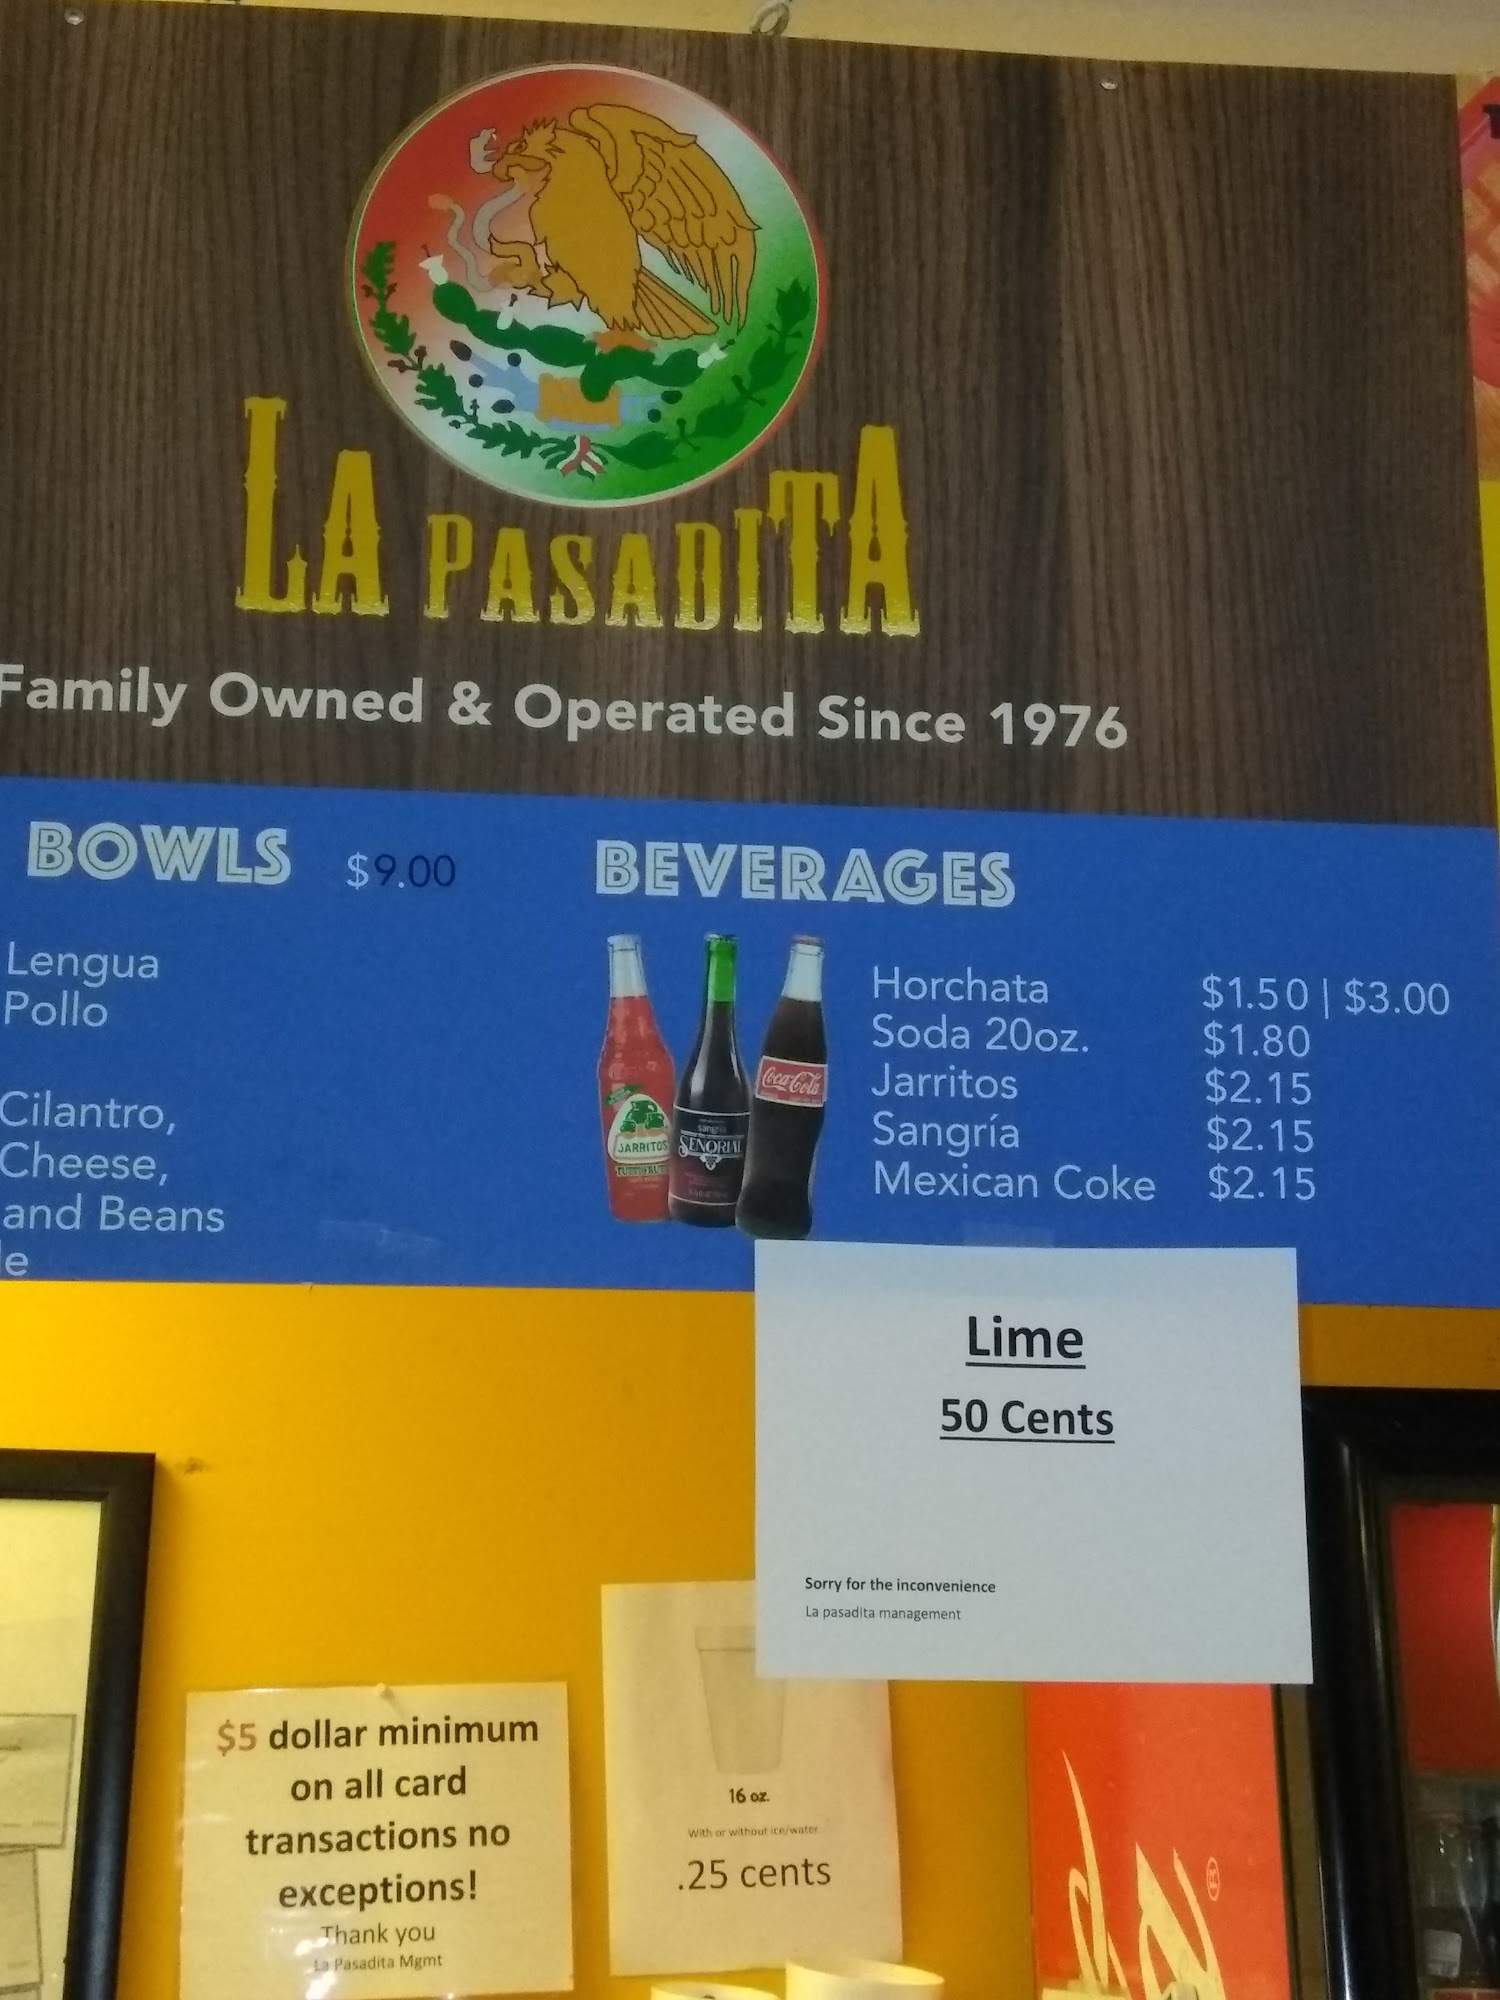 LA PASADITA
Family Owned & Operated Since 1976
BOWLS $9.00
Lengua
Pollo
Cilantro,
Cheese,
and Beans
le
BEVERAGES
JARRITOS
TUTTI FRUTTI
sangria
SEÑORIAL
Coca-Cola
Horchata $1.50 | $3.00
Soda 20oz. $1.80
Jarritos $2.15
Sangría $2.15
Mexican Coke $2.15
Lime
50 Cents
Sorry for the inconvenience
La pasadita management
$5 dollar minimum
on all card
transactions no
exceptions!
Thank you
La Pasadita Mgmt
16 oz.
With or without ice/water
.25 cents